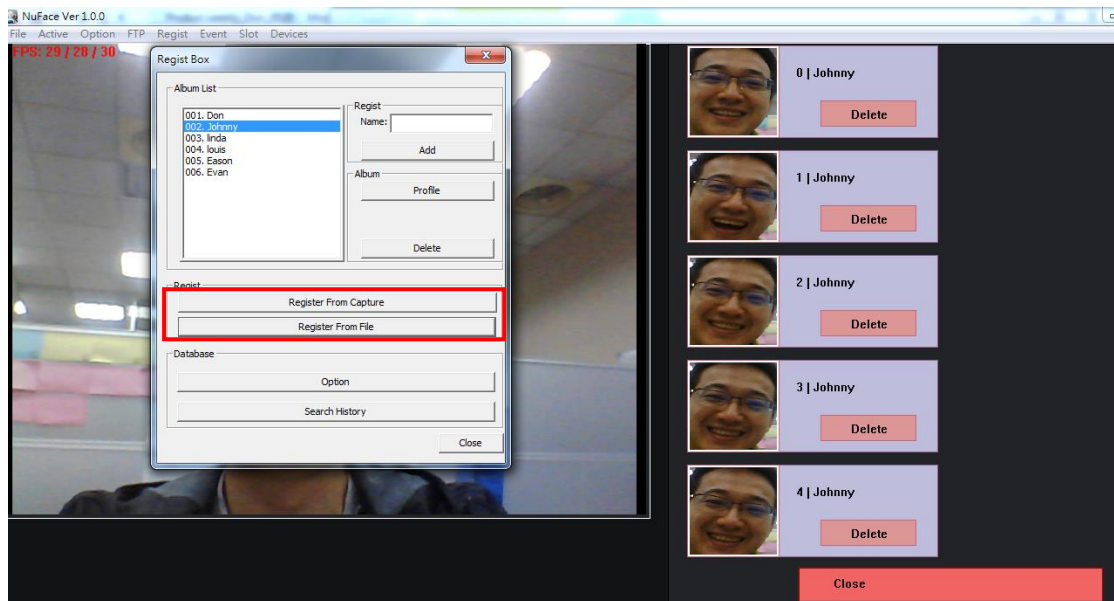 NuFace Ver 1.0.0
File Active Option FTP Regist Event Slot Devices
FPS: 29 / 28 / 30
Regist Box
Album List
001. Don
002. Johnny
003. linda
004. louis
005. Eason
006. Evan
Regist
Name:
Add
Album
Profile
Delete
Regist
Register From Capture
Register From File
Database
Option
Search History
Close
0 | Johnny
Delete
1 | Johnny
Delete
2 | Johnny
Delete
3 | Johnny
Delete
4 | Johnny
Delete
Close